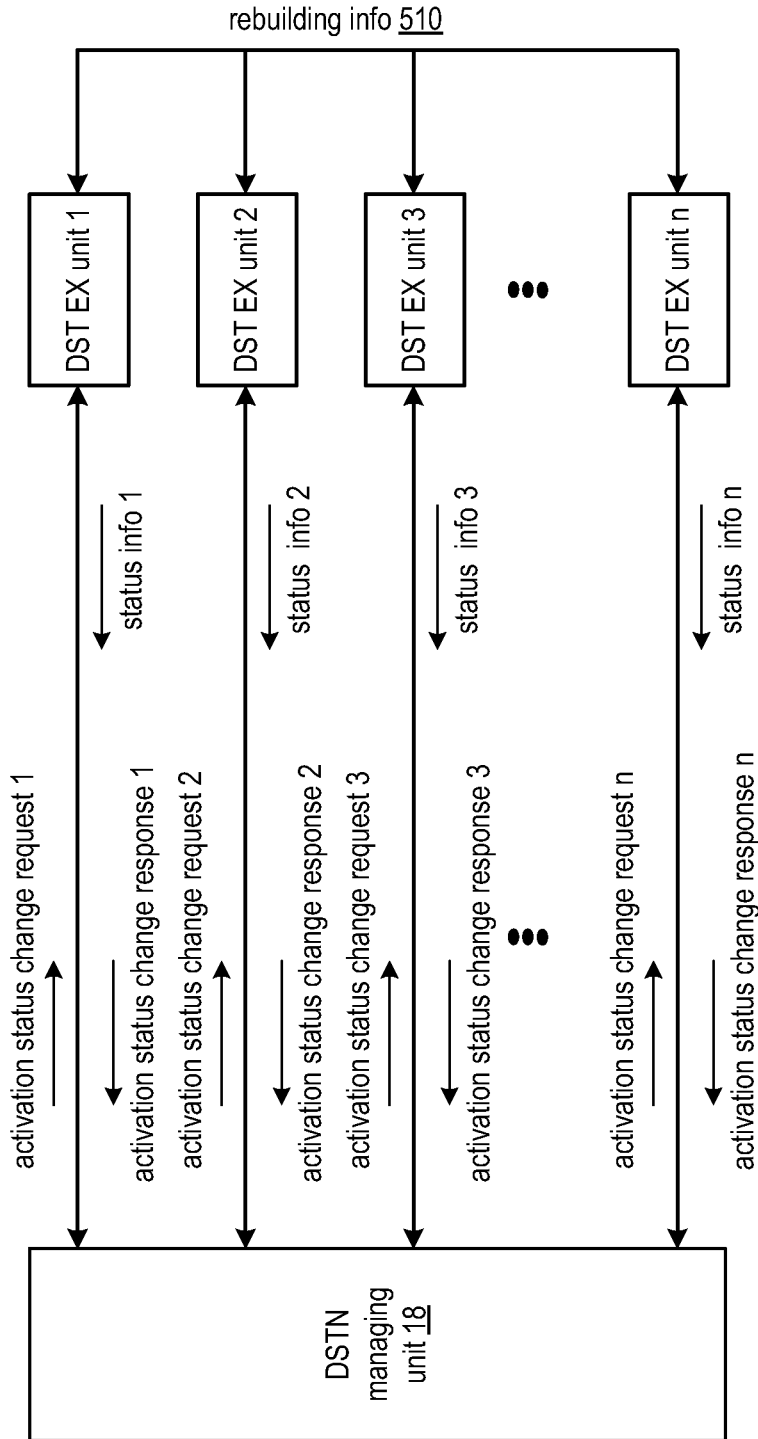 rebuilding info 510
DST EX unit 1
DST EX unit 2
DST EX unit 3
DST EX unit n
status info 1
status info 2
status info 3
status info n
activation status change request 1
activation status change response 1
activation status change request 2
activation status change response 2
activation status change request 3
activation status change response 3
activation status change request n
activation status change response n
DSTN
managing
unit 18